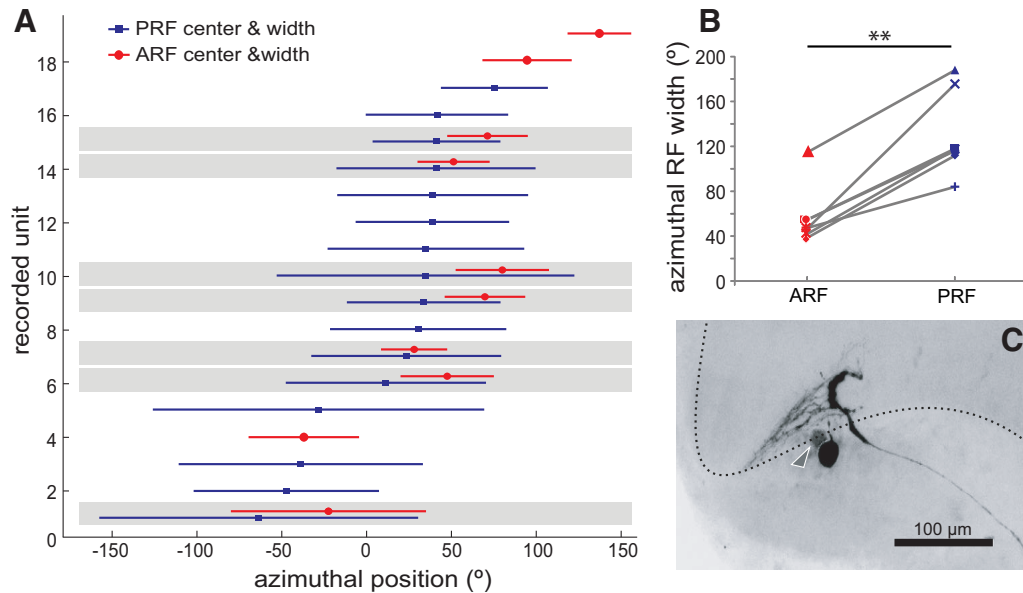 A
PRF center & width
ARF center &width
recorded unit
18
16
14
12
10
8
6
4
2
0
-150
-100
-50
0
50
100
150
azimuthal position (º)
B
**
azimuthal RF width (º)
200
160
120
80
40
0
ARF
PRF
C
100 µm